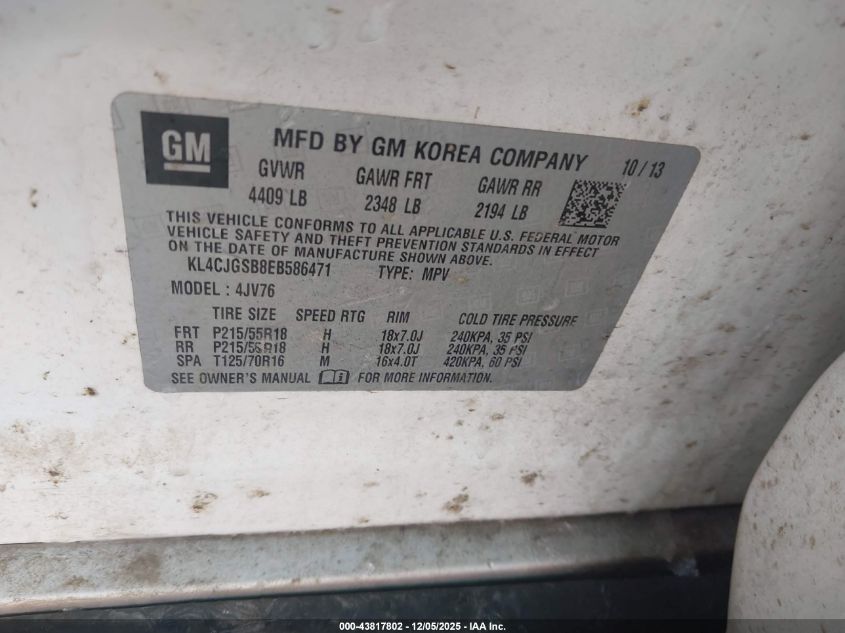 GM
MFD BY GM KOREA COMPANY 10/13
GVWR GAWR FRT GAWR RR
4409 LB 2348 LB 2194 LB
THIS VEHICLE CONFORMS TO ALL APPLICABLE U.S. FEDERAL MOTOR
VEHICLE SAFETY AND THEFT PREVENTION STANDARDS IN EFFECT
ON THE DATE OF MANUFACTURE SHOWN ABOVE.
KL4CJGSB8EB586471 TYPE: MPV
MODEL: 4JV76
TIRE SIZE SPEED RTG RIM COLD TIRE PRESSURE
FRT P215/55R18 H 18x7.0J 240KPA, 35 PSI
RR P215/55R18 H 18x7.0J 240KPA, 35 PSI
SPA T125/70R16 M 16x4.0T 420KPA, 60 PSI
SEE OWNER'S MANUAL FOR MORE INFORMATION.
000-43817802 - 12/05/2025 - IAA Inc.